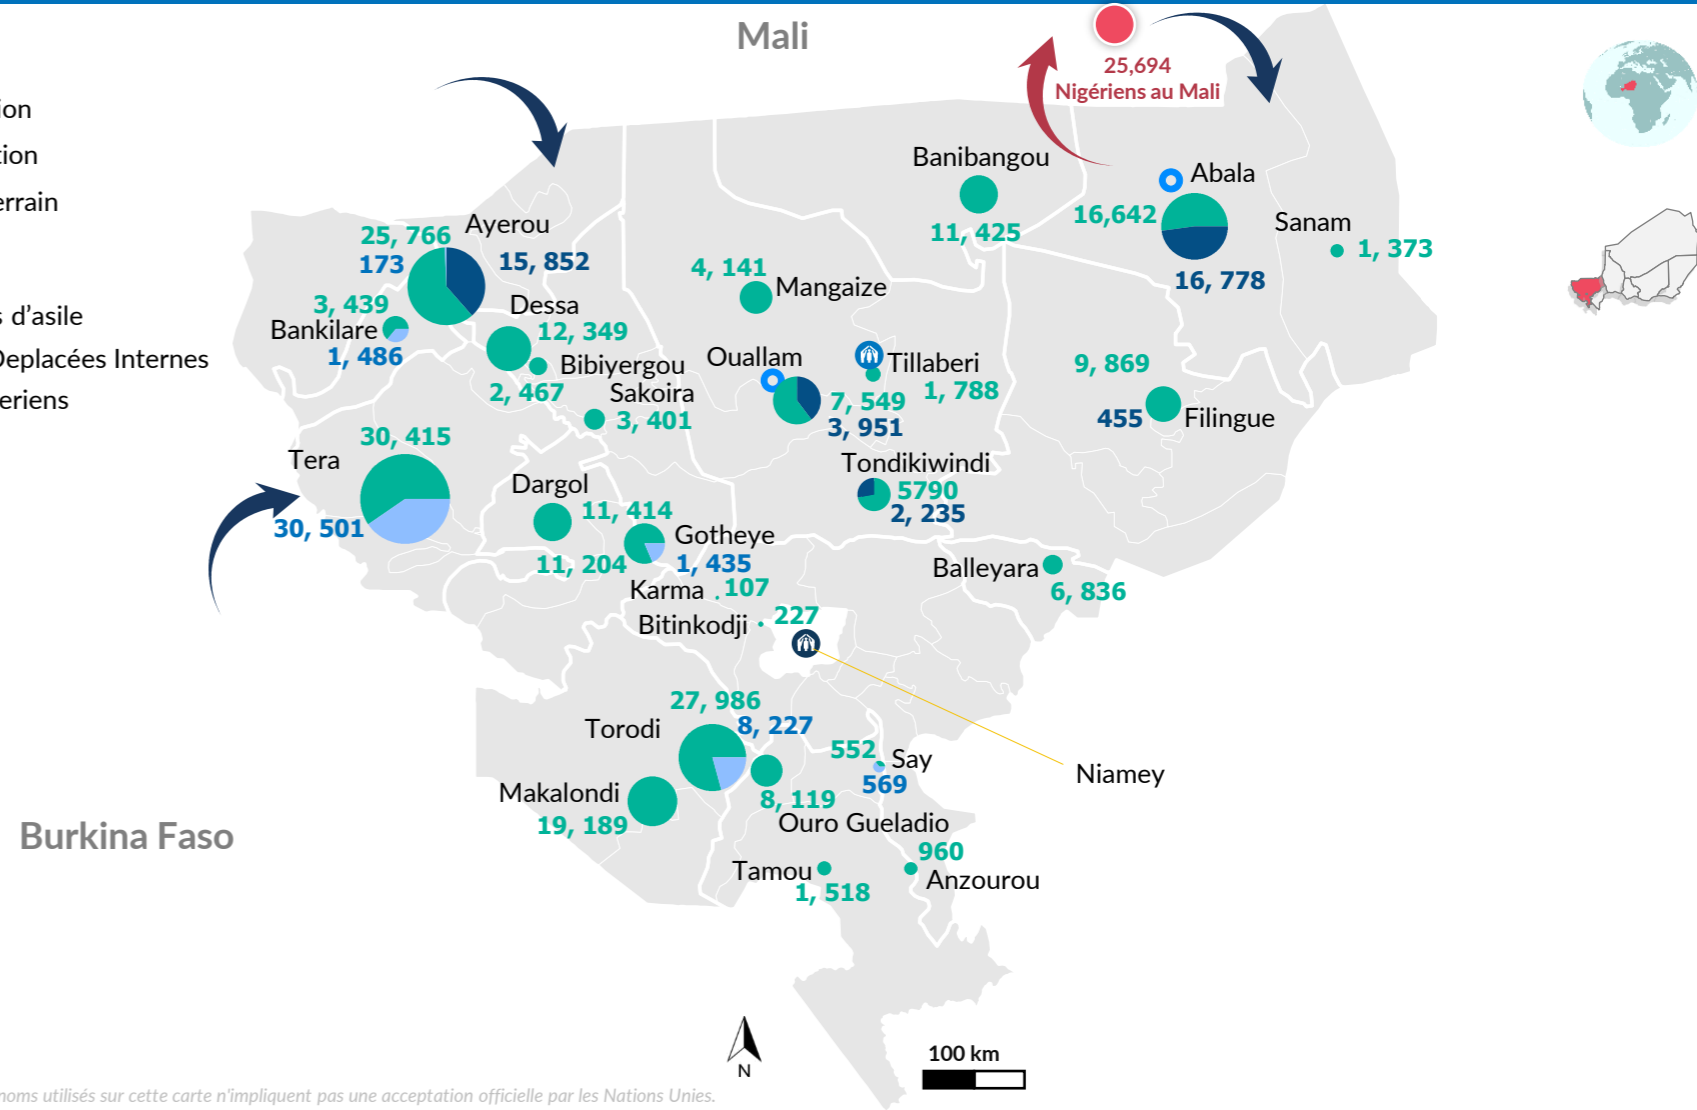 Mali
25,694
Nigériens au Mali
Banibangou
11, 425
Abala
16,642
16, 778
Sanam
1, 373
Ayerou
25, 766
173
15, 852
4, 141
Mangaize
3, 439
Bankilare
1, 486
Dessa
12, 349
Bibiyergou
2, 467
Sakoira
3, 401
Ouallam
7, 549
3, 951
Tillaberi
1, 788
9, 869
455
Filingue
d'asile
Deplacées Internes
30, 415
Tera
30, 501
Tondikiwindi
5790
2, 235
Dargol
11, 414
11, 204
Gotheye
1, 435
Karma
107
Bitinkodji
227
Balleyara
6, 836
27, 986
Torodi
8, 227
552
Say
569
Niamey
Makalondi
19, 189
8, 119
Ouro Gueladio
Burkina Faso
Tamou
1, 518
960
Anzourou
N
100 km
noms utilisés sur cette carte n'impliquent pas une acceptation officielle par les Nations Unies.